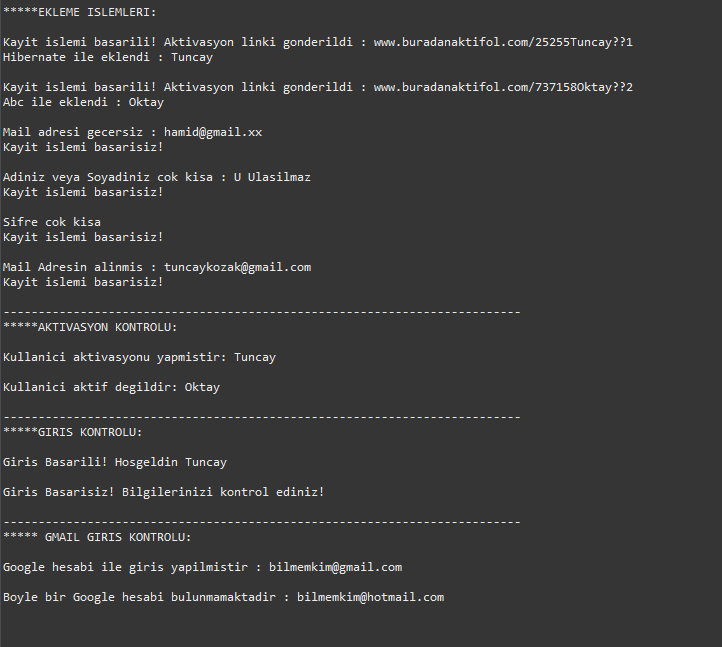 *****EKLEME ISLEMLERI:
Kayit islemi basarili! Aktivasyon linki gonderildi : www.buradanaktifol.com/25255Tuncay??1
Hibernate ile eklendi : Tuncay
Kayit islemi basarili! Aktivasyon linki gonderildi : www.buradanaktifol.com/737158Oktay??2
Abc ile eklendi : Oktay
Mail adresi gecersiz : hamid@gmail.xx
Kayit islemi basarisiz!
Adiniz veya Soyadiniz cok kisa : U Ulasilmaz
Kayit islemi basarisiz!
Sifre cok kisa
Kayit islemi basarisiz!
Mail Adresin alinmis : tuncaykozak@gmail.com
Kayit islemi basarisiz!
--------------------------------------------------------------------------
*****AKTIVASYON KONTROLU:
Kullanici aktivasyonu yapmistir: Tuncay
Kullanici aktif degildir: Oktay
--------------------------------------------------------------------------
*****GIRIS KONTROLU:
Giris Basarili! Hosgeldin Tuncay
Giris Basarisiz! Bilgilerinizi kontrol ediniz!
--------------------------------------------------------------------------
***** GMAIL GIRIS KONTROLU:
Google hesabi ile giris yapilmistir : bilmemkim@gmail.com
Boyle bir Google hesabi bulunmamaktadir : bilmemkim@hotmail.com